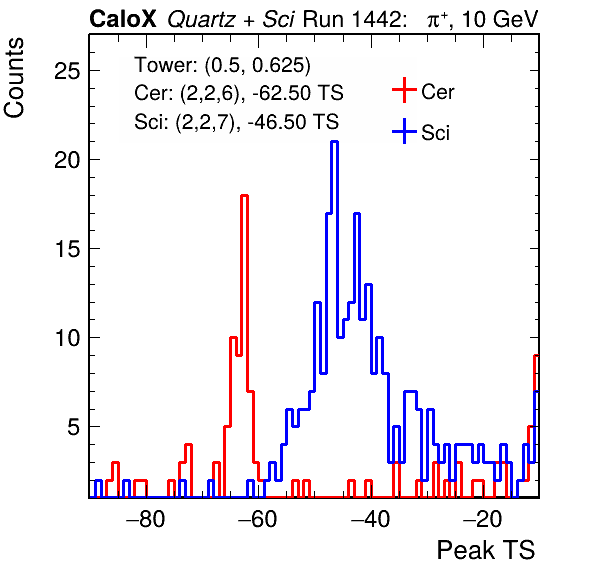 CaloX Quartz + Sci Run 1442: π⁺, 10 GeV
Counts
Tower: (0.5, 0.625)
Cer: (2,2,6), -62.50 TS
Sci: (2,2,7), -46.50 TS
Cer
Sci
25
20
15
10
5
−80 −60 −40 −20
Peak TS